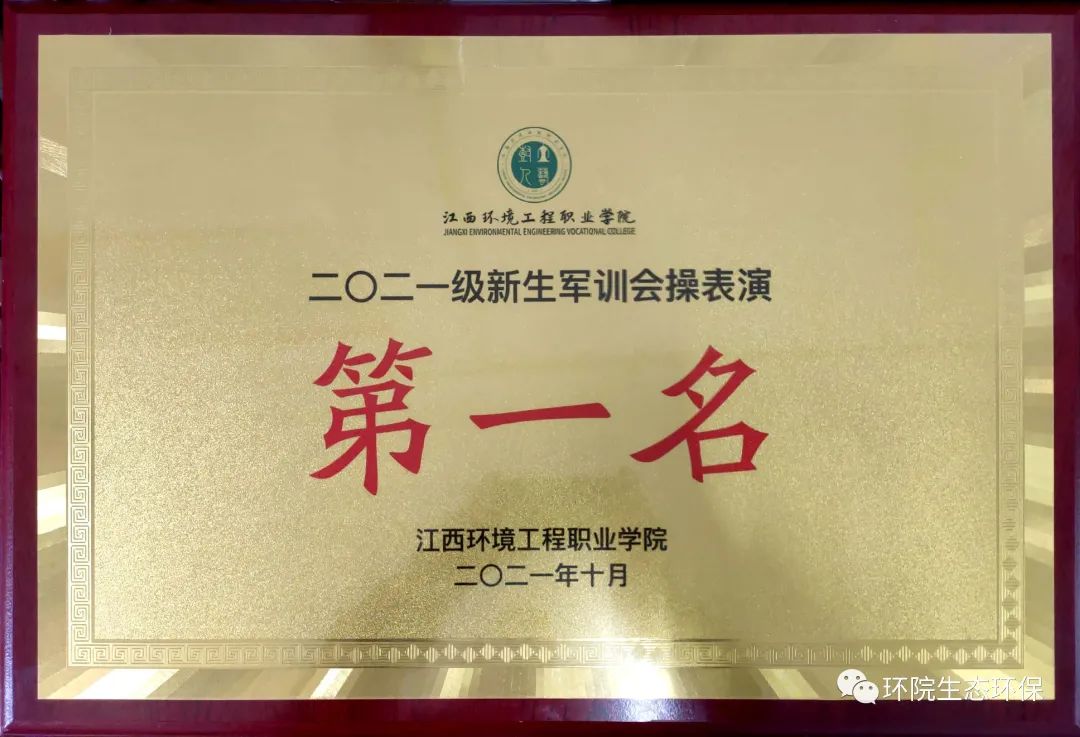 江西环境工程职业学院
JIANGXI ENVIRONMENTAL ENGINEERING VOCATIONAL COLLEGE
二〇二一级新生军训会操表演
第一名
江西环境工程职业学院
二〇二一年十月
环院生态环保